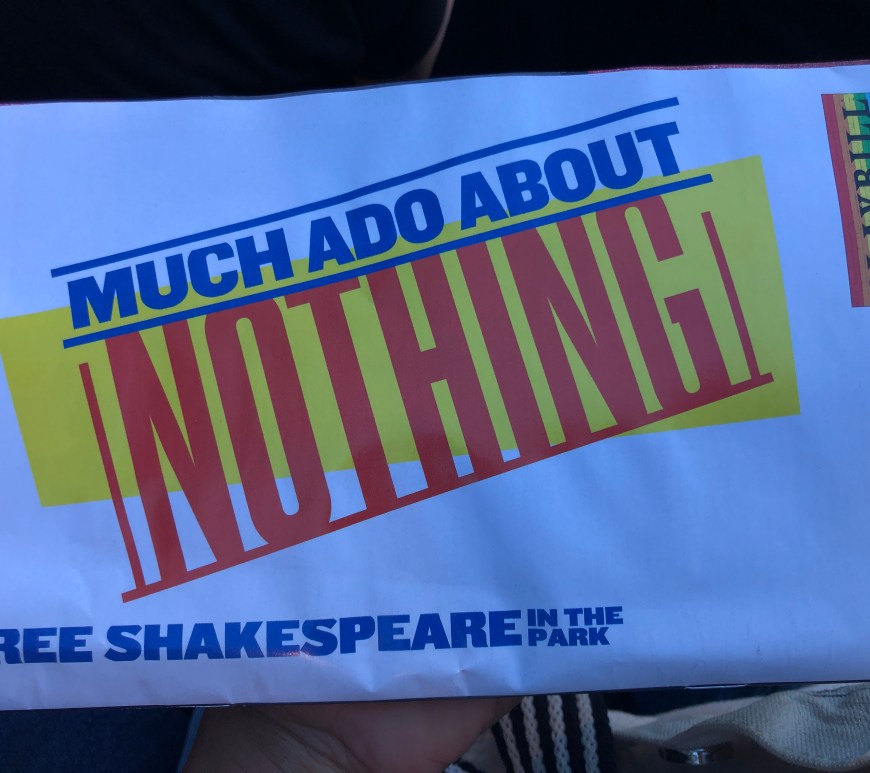 MUCH ADO ABOUT
NOTHING
REE SHAKESPEARE IN THE
PARK